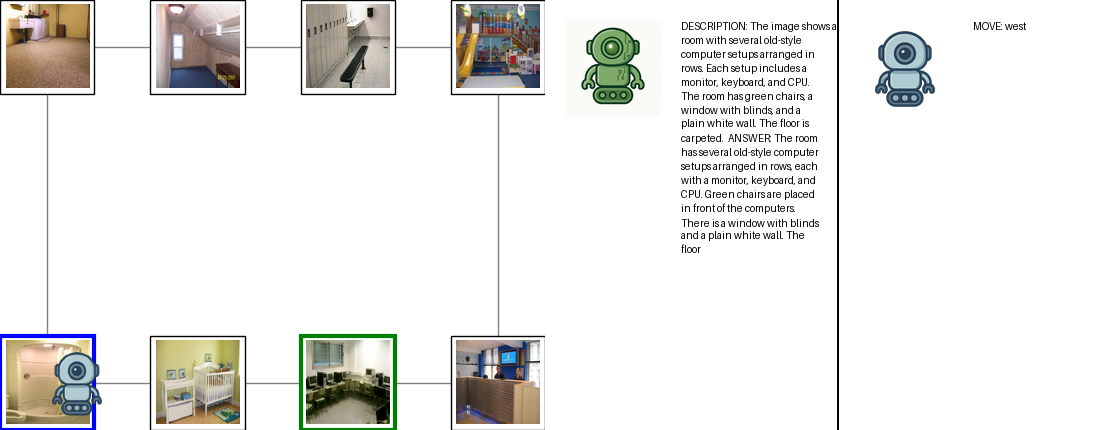 DESCRIPTION: The image shows a
room with several old-style
computer setups arranged in
rows. Each setup includes a
monitor, keyboard, and CPU.
The room has green chairs, a
window with blinds, and a
plain white wall. The floor is
carpeted.  ANSWER: The room
has several old-style computer
setups arranged in rows, each
with a monitor, keyboard, and
CPU. Green chairs are placed
in front of the computers.
There is a window with blinds
and a plain white wall. The
floor
MOVE: west